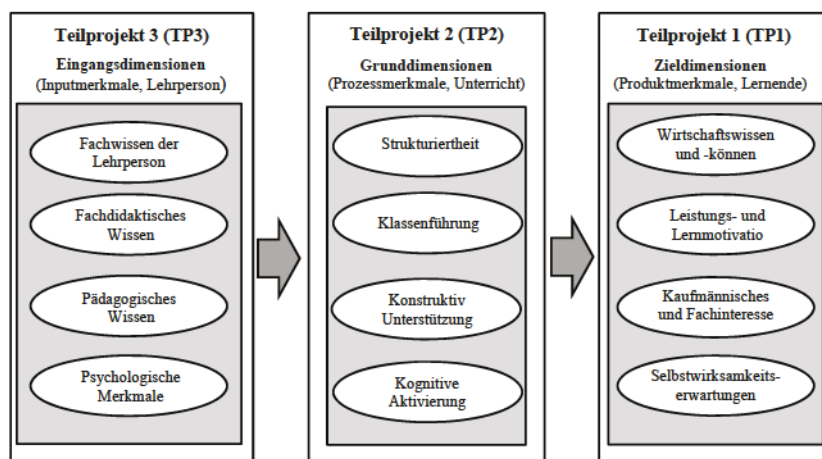 Teilprojekt 3 (TP3)
Eingangsdimensionen
(Inputmerkmale, Lehrperson)
Fachwissen der
Lehrperson
Fachdidaktisches
Wissen
Pädagogisches
Wissen
Psychologische
Merkmale
Teilprojekt 2 (TP2)
Grunddimensionen
(Prozessmerkmale, Unterricht)
Strukturiertheit
Klassenführung
Konstruktiv
Unterstützung
Kognitive
Aktivierung
Teilprojekt 1 (TP1)
Zieldimensionen
(Produktmerkmale, Lernende)
Wirtschaftswissen
und -können
Leistungs- und
Lernmotivatio
Kaufmännisches
und Fachinteresse
Selbstwirksamkeits-
erwartungen